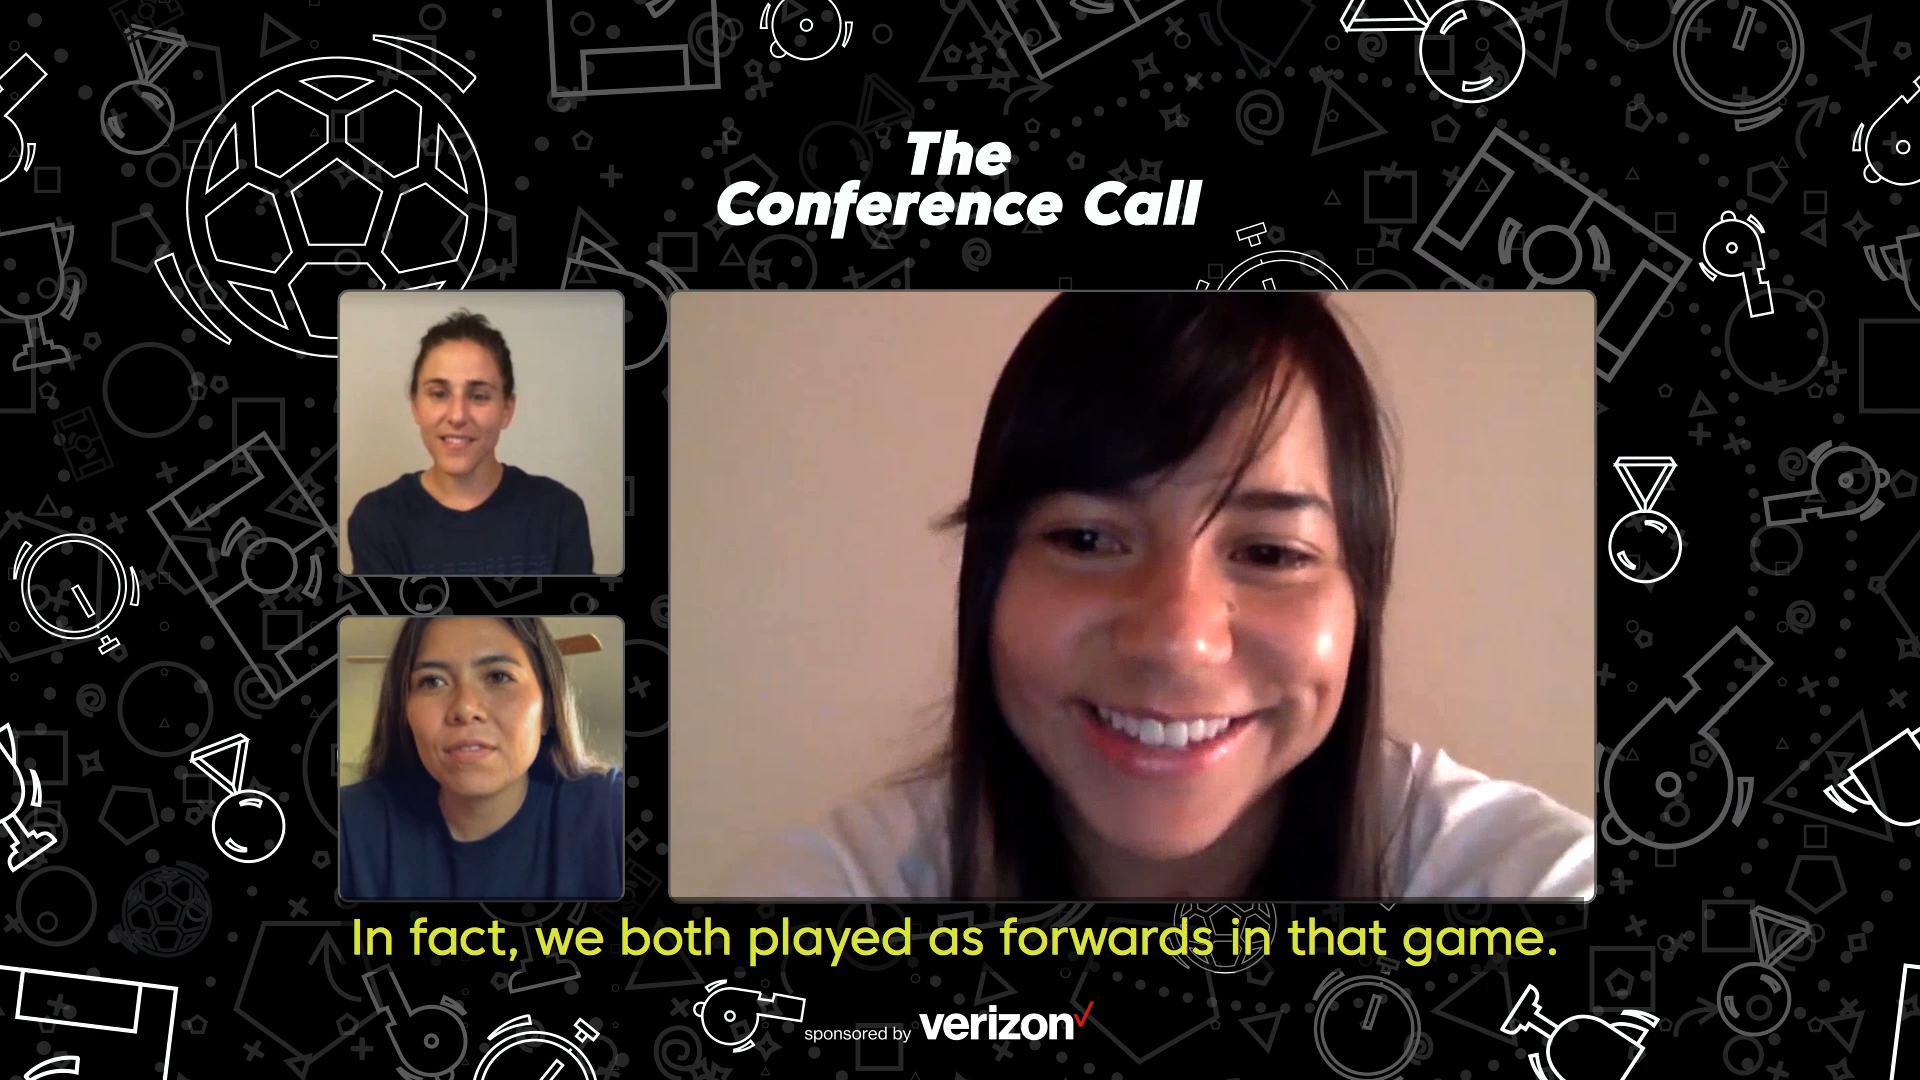 The
Conference Call
In fact, we both played as forwards in that game.
sponsored by verizon